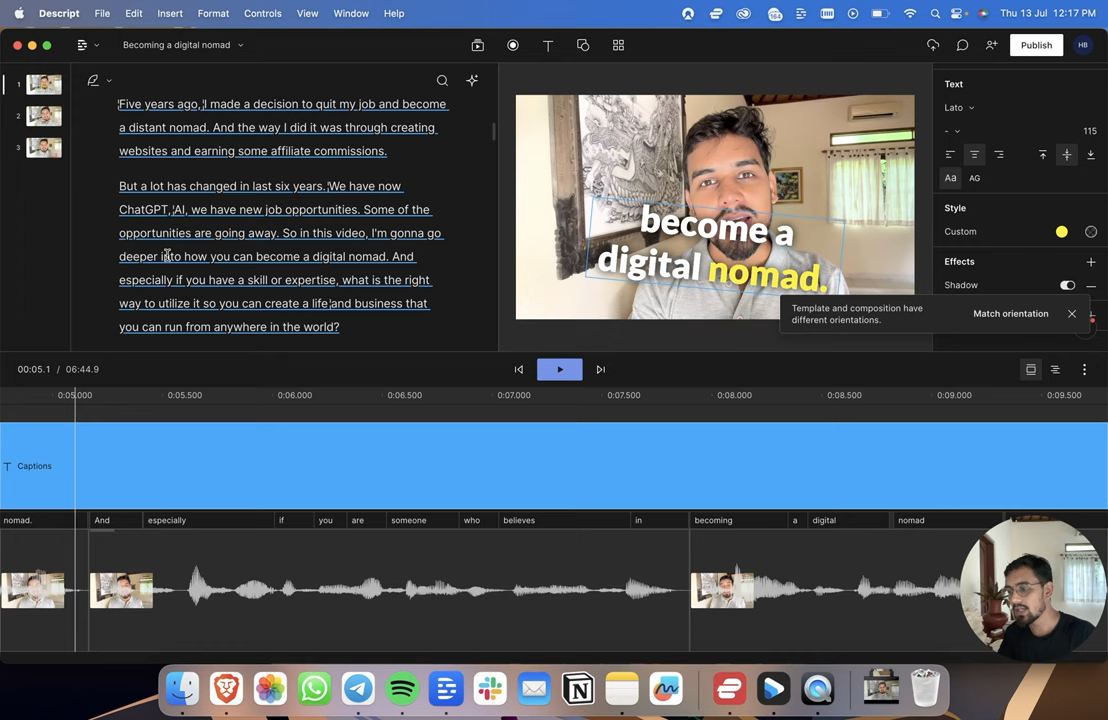 Descript File Edit Insert Format Controls View Window Help
164
Thu 13 Jul 12:17 PM
Becoming a digital nomad
Publish
HB
1
2
3
Five years ago, I made a decision to quit my job and become
a distant nomad. And the way I did it was through creating
websites and earning some affiliate commissions.
But a lot has changed in last six years. We have now
ChatGPT, AI, we have new job opportunities. Some of the
opportunities are going away. So in this video, I'm gonna go
deeper into how you can become a digital nomad. And
especially if you have a skill or expertise, what is the right
way to utilize it so you can create a life and business that
you can run from anywhere in the world?
become a
digital nomad.
Text
Lato
-
115
Aa AG
Style
Custom
Effects
Shadow
Template and composition have
different orientations.
Match orientation
00:05.1 / 06:44.9
0:05.000 0:05.500 0:06.000 0:06.500 0:07.000 0:07.500 0:08.000 0:08.500 0:09.000 0:09.500
Captions
nomad. And especially if you are someone who believes in becoming a digital nomad